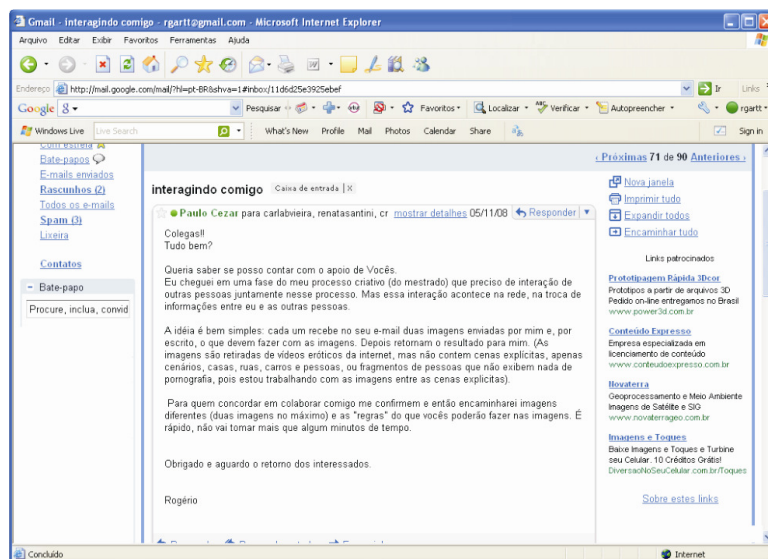 Gmail - interagindo comigo - rgartt@gmail.com - Microsoft Internet Explorer
Arquivo Editar Exibir Favoritos Ferramentas Ajuda
Endereço http://mail.google.com/mail/?hl=pt-BR&shva=1#inbox/11d6d25e3925ebef Ir Links
Google Pesquisar Favoritos Localizar Verificar Autopreencher rgartt
Windows Live Live Search What's New Profile Mail Photos Calendar Share Sign in
Com estrela
Bate-papos
E-mails enviados
Rascunhos (2)
Todos os e-mails
Spam (3)
Lixeira
Contatos
− Bate-papo
Procure, inclua, convid
‹ Próximas 71 de 90 Anteriores ›
interagindo comigo Caixa de entrada | X
Paulo Cezar para carlabvieira, renatasantini, cr mostrar detalhes 05/11/08 Responder
Colegas!!
Tudo bem?
Queria saber se posso contar com o apoio de Vocês.
Eu cheguei em uma fase do meu processo criativo (do mestrado) que preciso de interação de
outras pessoas juntamente nesse processo. Mas essa interação acontece na rede, na troca de
informações entre eu e as outras pessoas.
A idéia é bem simples: cada um recebe no seu e-mail duas imagens enviadas por mim e, por
escrito, o que devem fazer com as imagens. Depois retornam o resultado para mim. (As
imagens são retiradas de vídeos eróticos da internet, mas não contem cenas explícitas, apenas
cenários, casas, ruas, carros e pessoas, ou fragmentos de pessoas que não exibem nada de
pornografia, pois estou trabalhando com as imagens entre as cenas explicitas).
Para quem concordar em colaborar comigo me confirmem e então encaminharei imagens
diferentes (duas imagens no máximo) e as "regras" do que vocês poderão fazer nas imagens. É
rápido, não vai tomar mais que algum minutos de tempo.
Obrigado e aguardo o retorno dos interessados.
Rogério
Nova janela
Imprimir tudo
Expandir todos
Encaminhar tudo
Links patrocinados
Prototipagem Rápida 3Dcor
Prototipos a partir de arquivos 3D
Pedido on-line entregamos no Brasil
www.power3d.com.br
Conteúdo Expresso
Empresa especializada em
licenciamento de conteúdo
www.conteudoexpresso.com.br
Novaterra
Geoprocessamento e Meio Ambiente
Imagens de Satélite e SIG
www.novaterrageo.com.br
Imagens e Toques
Baixe Imagens e Toques e Turbine
seu Celular. 10 Créditos Grátis!
DiversaoNoSeuCelular.com.br/Toques
Sobre estes links
Concluído Internet